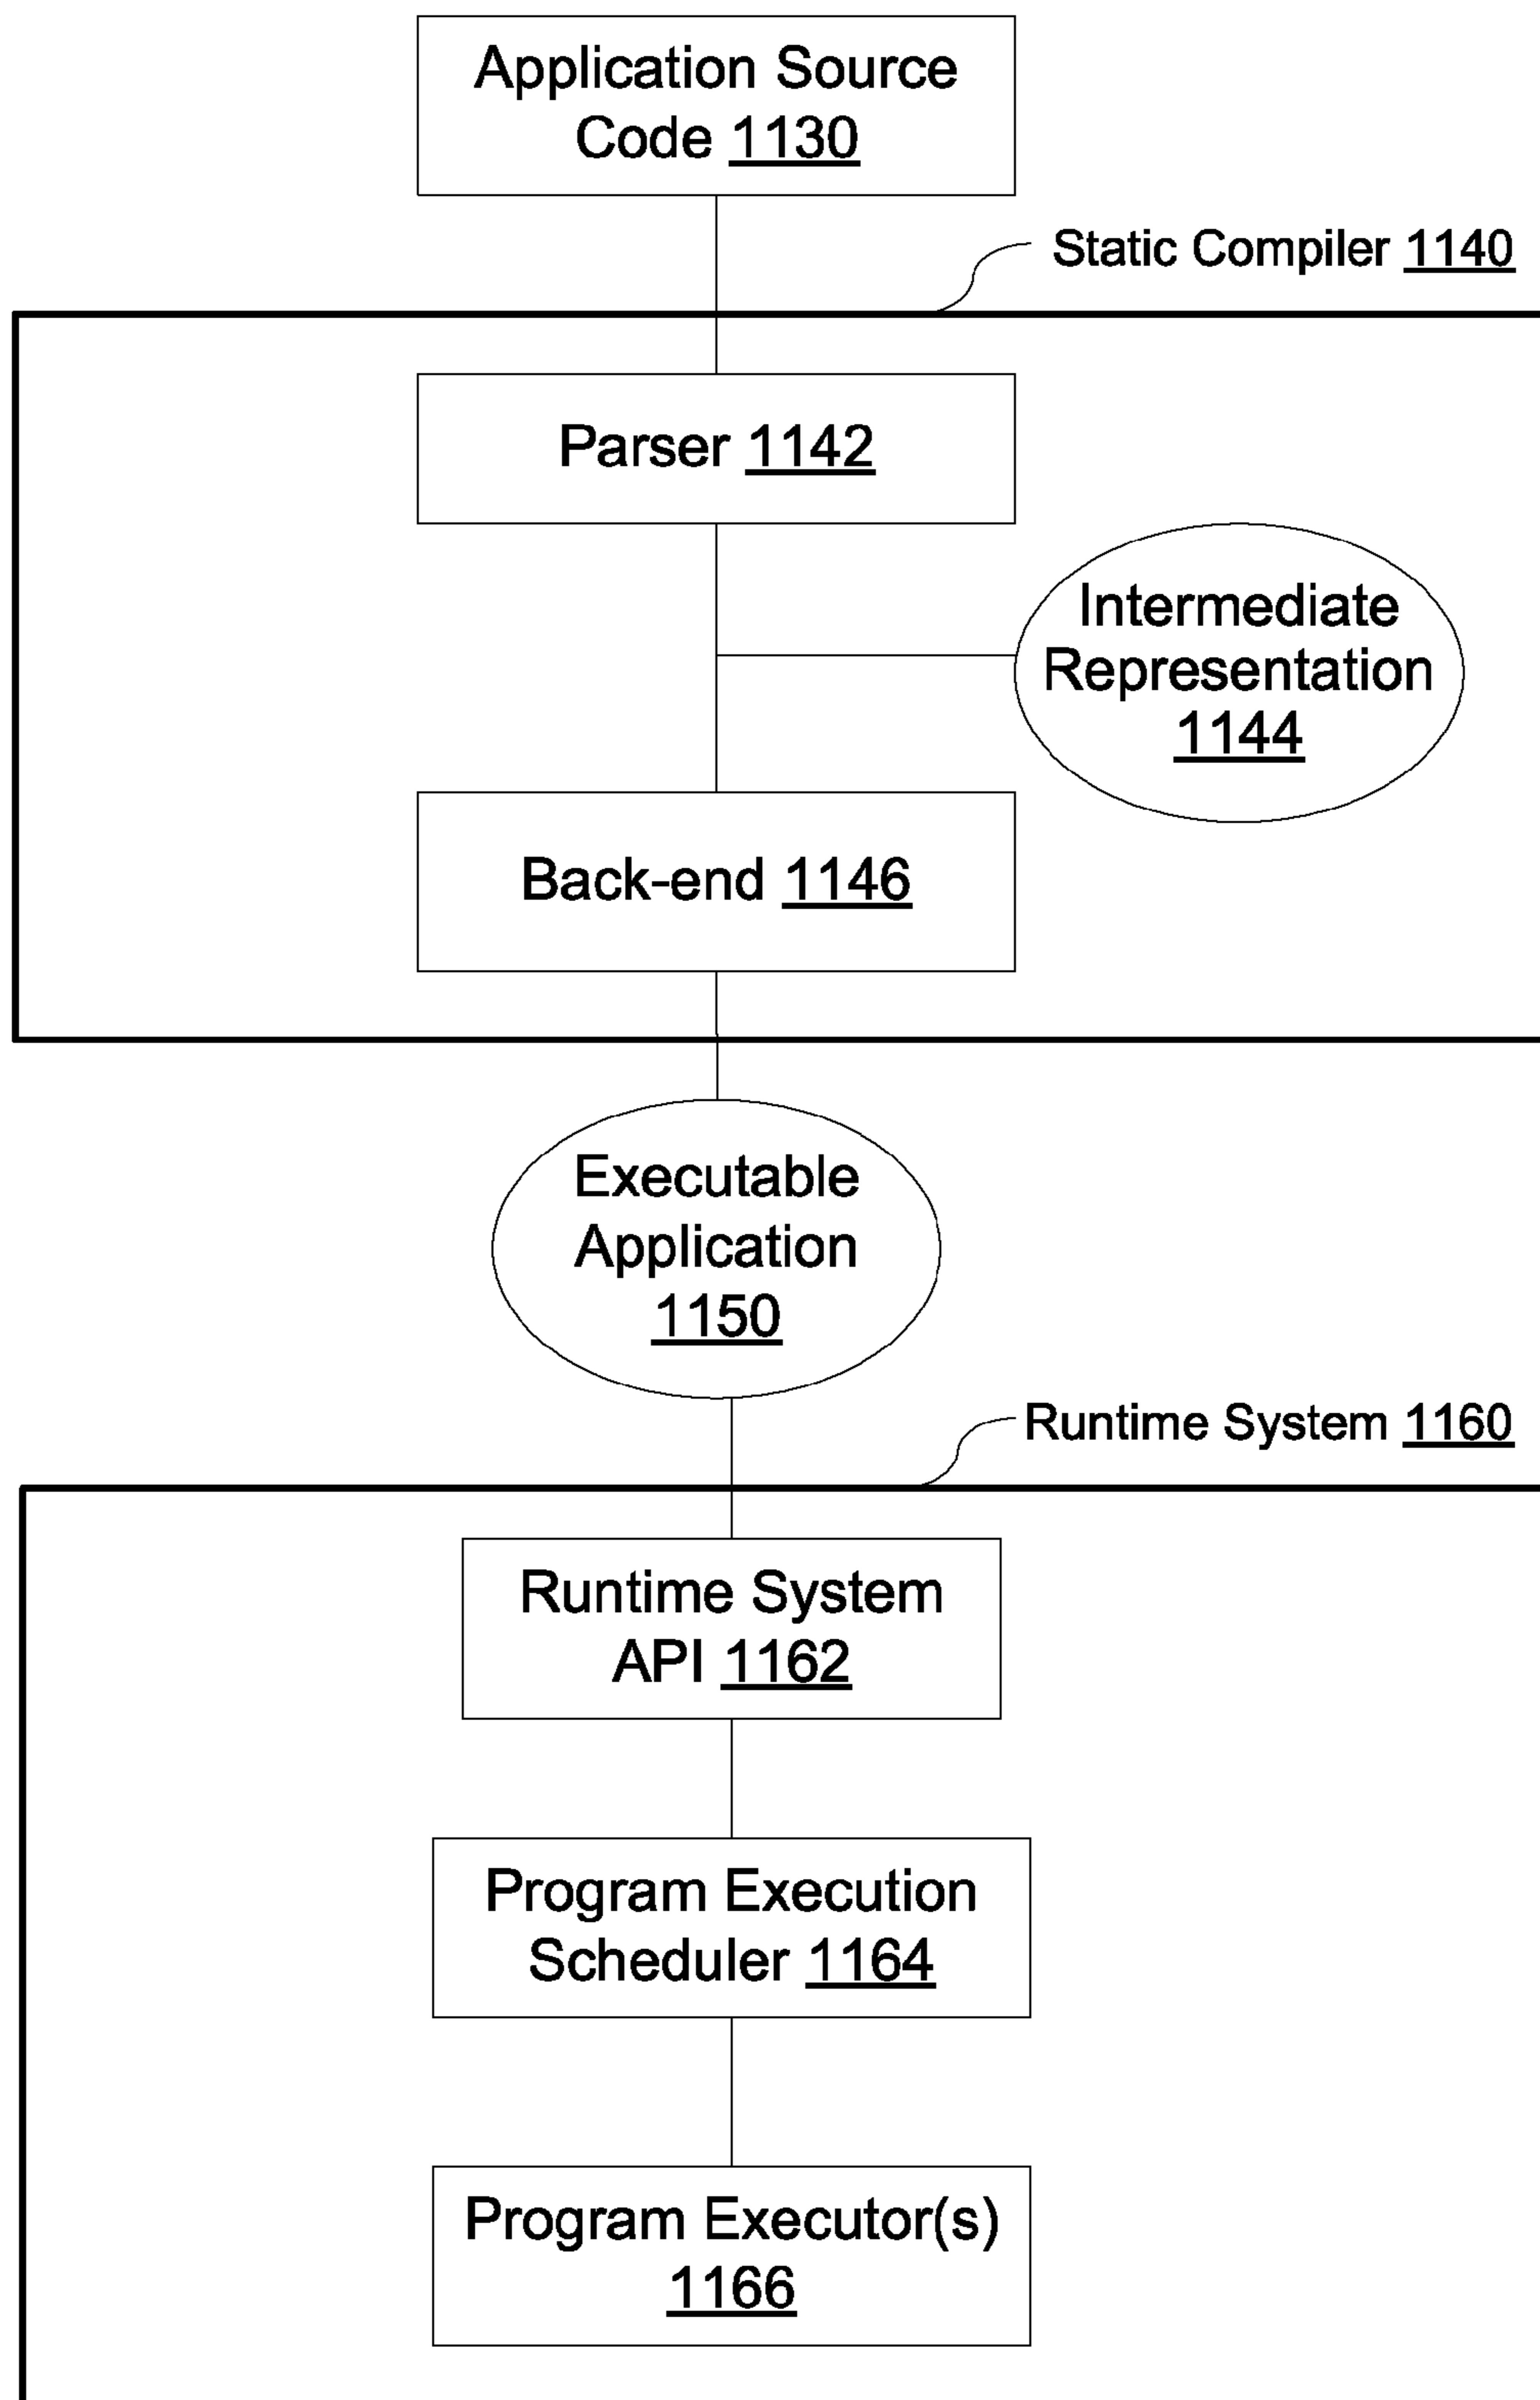 Application Source
Code 1130
Static Compiler 1140
Parser 1142
Intermediate
Representation
1144
Back-end 1146
Executable
Application
1150
Runtime System 1160
Runtime System
API 1162
Program Execution
Scheduler 1164
Program Executor(s)
1166